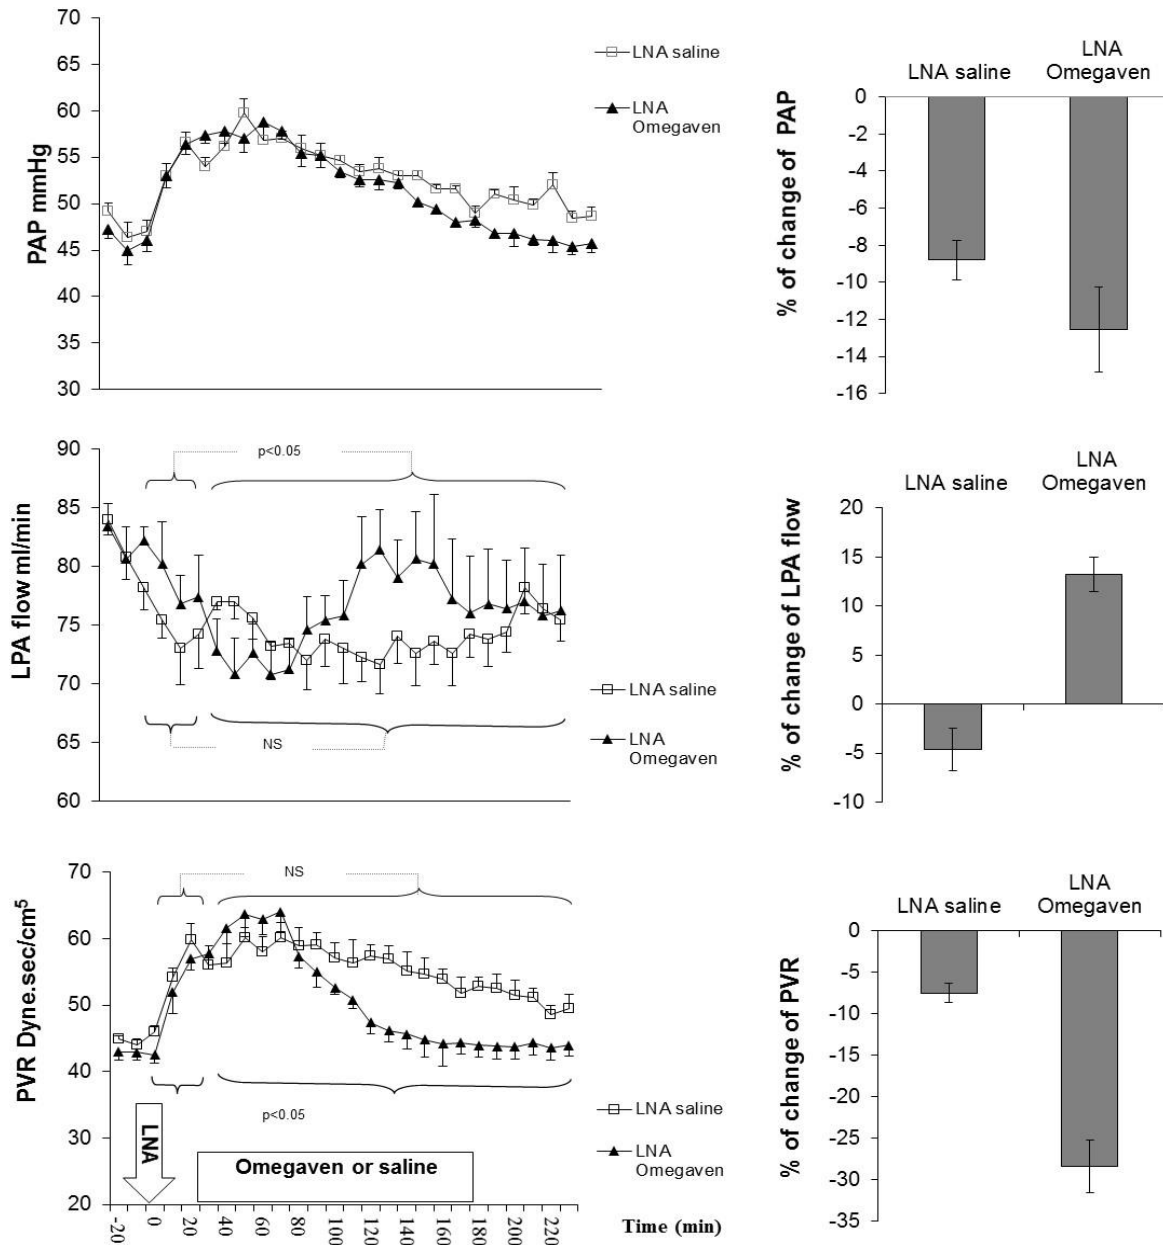 70
65
60
55
50
45
40
35
30
PAP mmHg
LNA saline
LNA
Omegaven
LNA saline
LNA
Omegaven
0
-2
-4
-6
-8
-10
-12
-14
-16
% of change of PAP
90
85
80
75
70
65
60
LPA flow ml/min
p<0.05
NS
LNA saline
LNA
Omegaven
LNA saline
LNA
Omegaven
20
15
10
5
0
-5
-10
% of change of LPA flow
70
60
50
40
30
20
PVR Dyne.sec/cm⁵
NS
p<0.05
LNA
Omegaven or saline
LNA saline
LNA
Omegaven
-20 0 20 40 60 80 100 120 140 160 180 200 220
Time (min)
LNA saline
LNA
Omegaven
0
-5
-10
-15
-20
-25
-30
-35
% of change of PVR